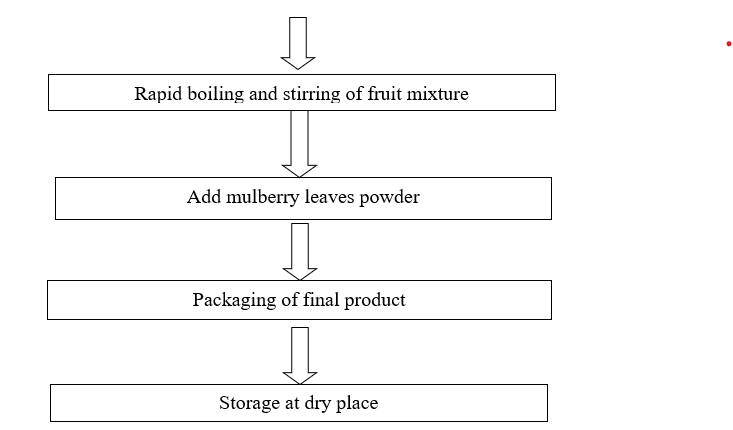 Rapid boiling and stirring of fruit mixture
Add mulberry leaves powder
Packaging of final product
Storage at dry place